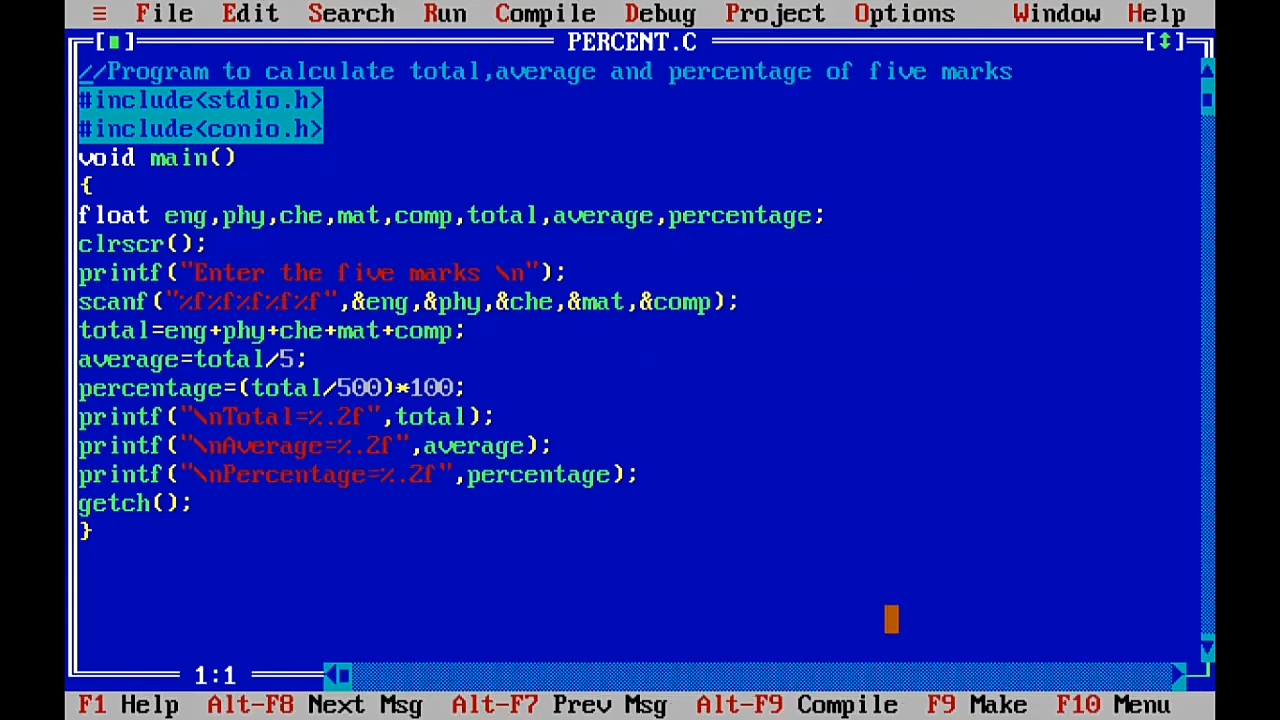 ≡ File Edit Search Run Compile Debug Project Options Window Help
[■] PERCENT.C [↕]
//Program to calculate total,average and percentage of five marks
#include<stdio.h>
#include<conio.h>
void main()
{
float eng,phy,che,mat,comp,total,average,percentage;
clrscr();
printf("Enter the five marks \n");
scanf("%f%f%f%f%f",&eng,&phy,&che,&mat,&comp);
total=eng+phy+che+mat+comp;
average=total/5;
percentage=(total/500)*100;
printf("\nTotal=%.2f",total);
printf("\nAverage=%.2f",average);
printf("\nPercentage=%.2f",percentage);
getch();
}
1:1
F1 Help Alt-F8 Next Msg Alt-F7 Prev Msg Alt-F9 Compile F9 Make F10 Menu